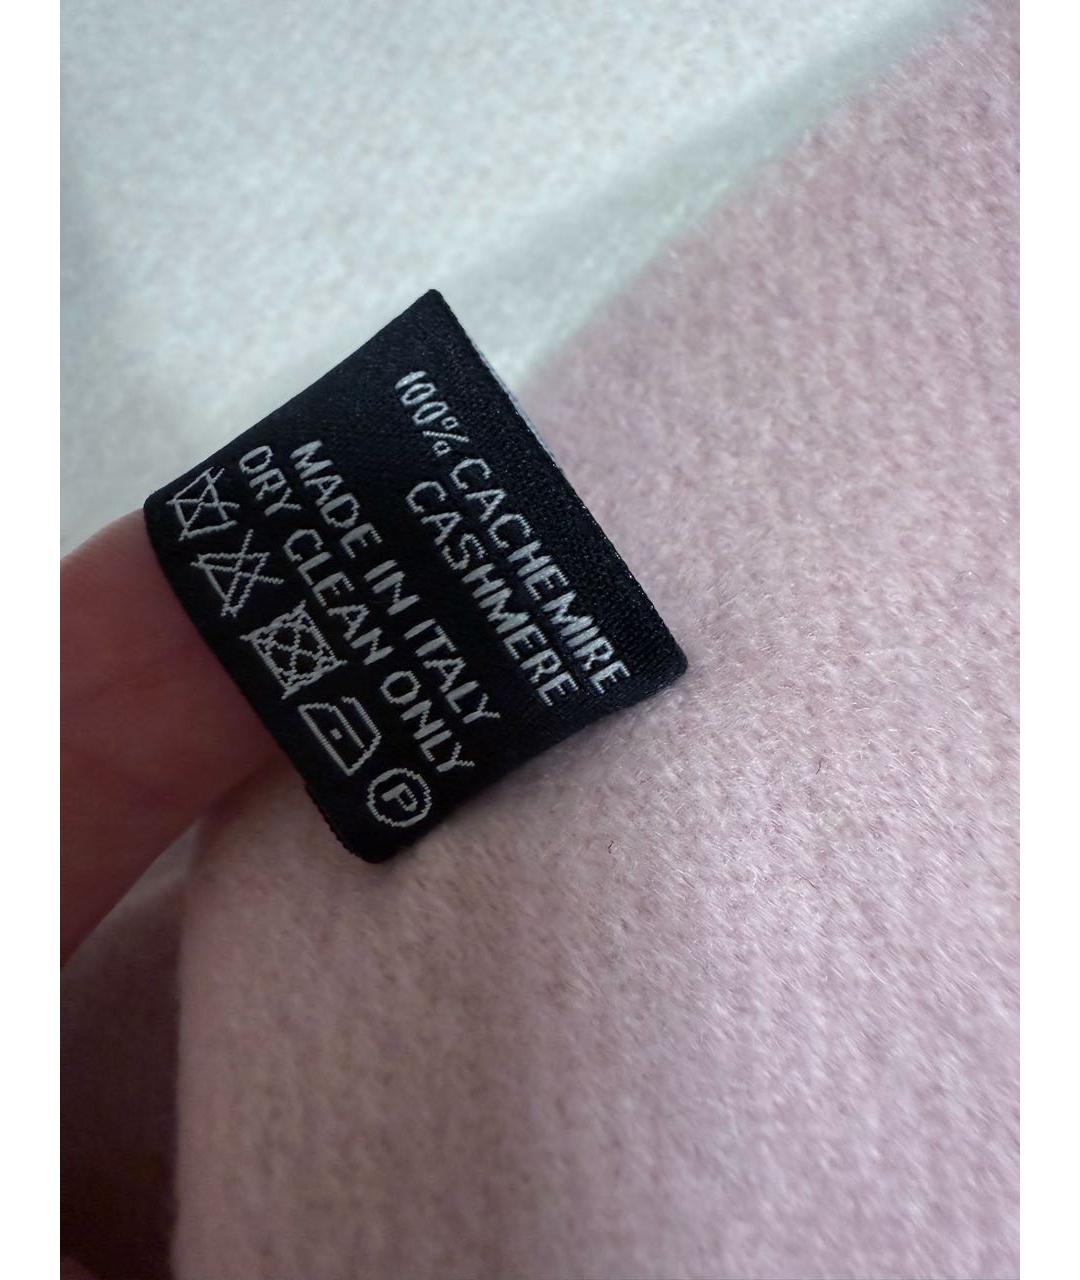 100% CACHEMIRE
CASHMERE
MADE IN ITALY
DRY CLEAN ONLY
P